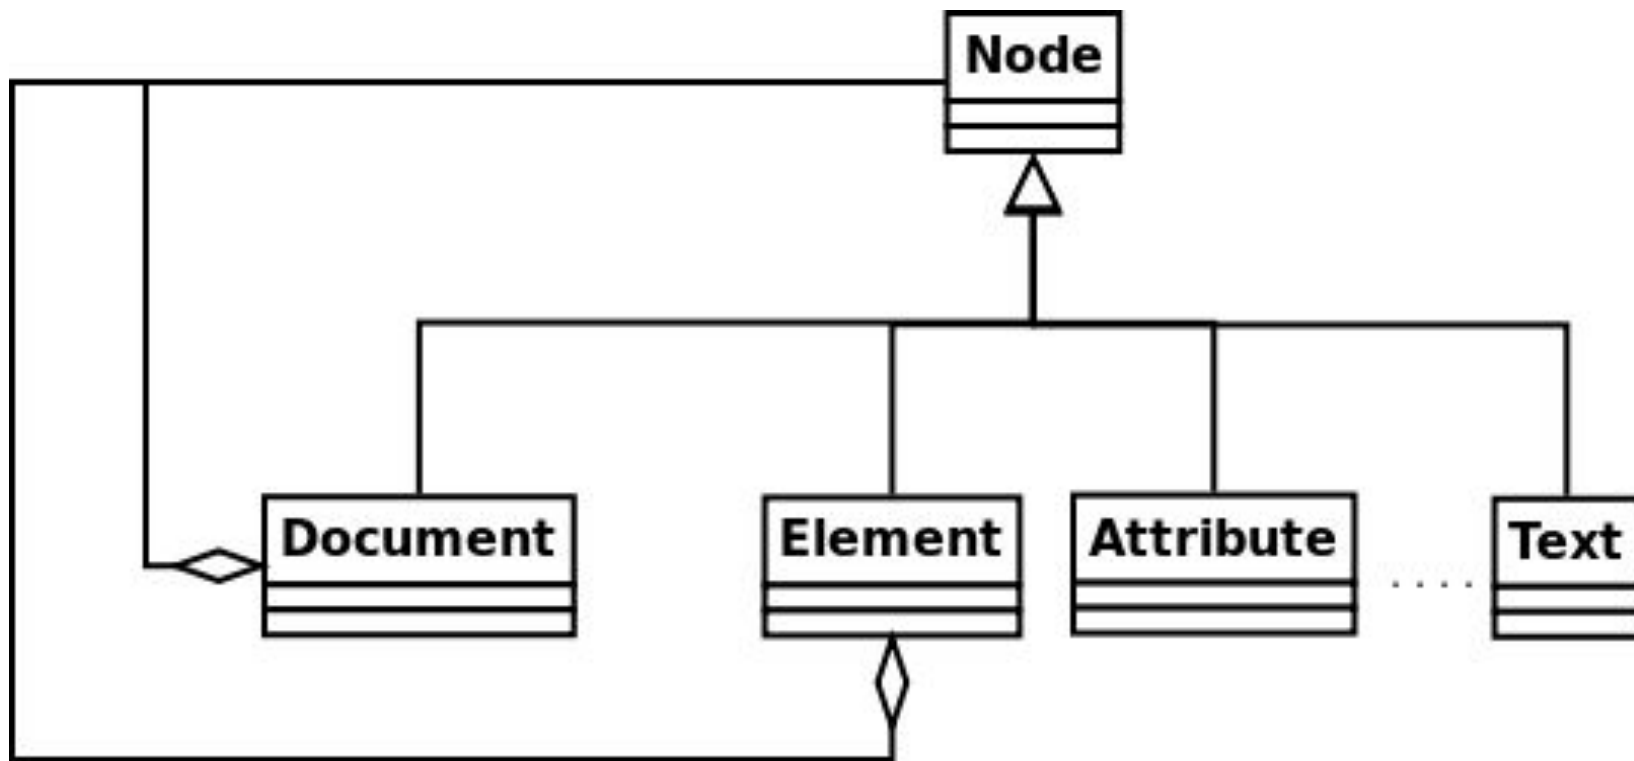 Node
Document
Element
Attribute
. . . .
Text